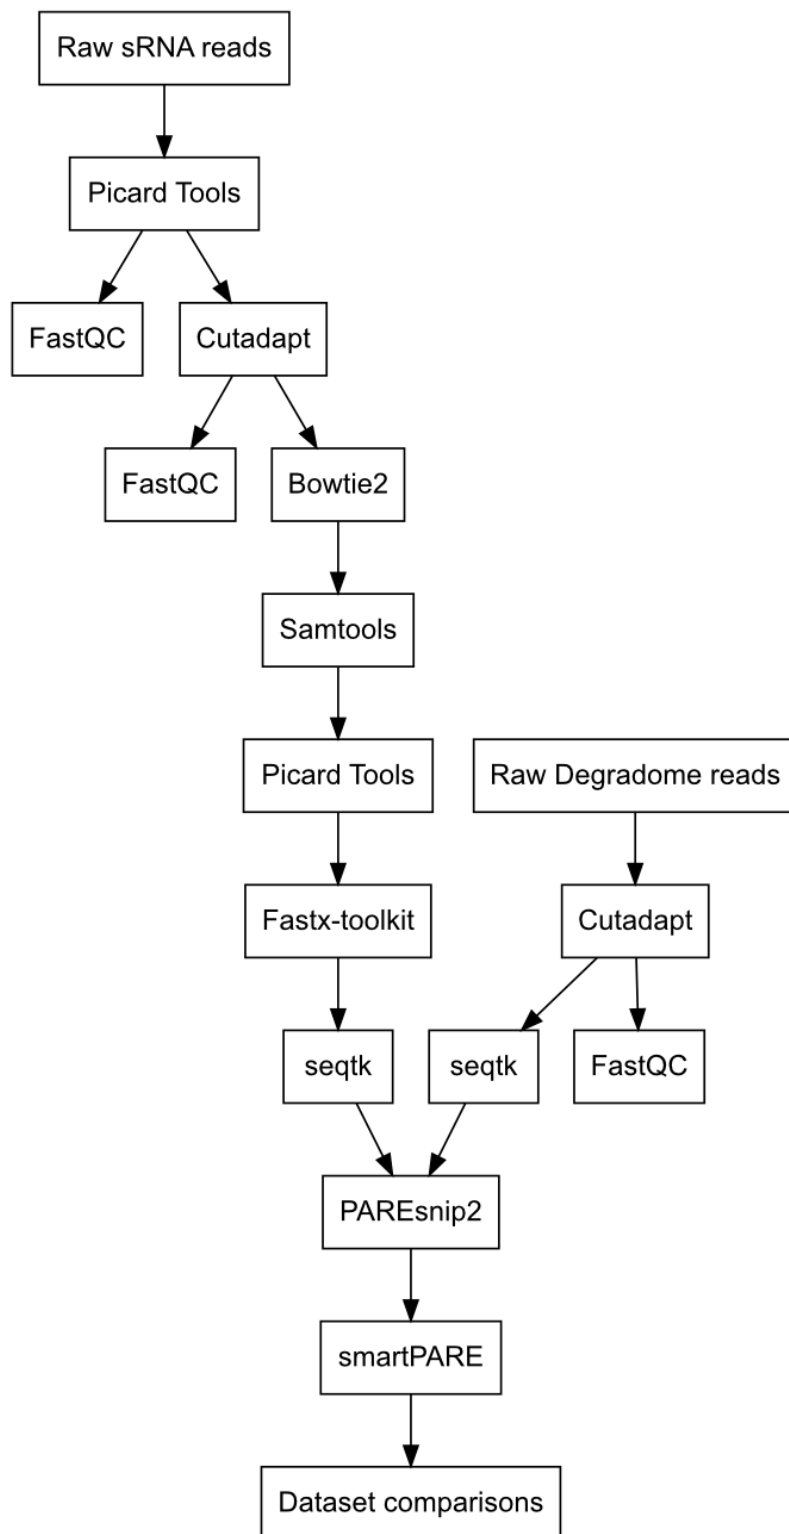 Raw sRNA reads
Picard Tools
FastQC
Cutadapt
FastQC
Bowtie2
Samtools
Picard Tools
Raw Degradome reads
Fastx-toolkit
Cutadapt
seqtk
seqtk
FastQC
PAREsnip2
smartPARE
Dataset comparisons